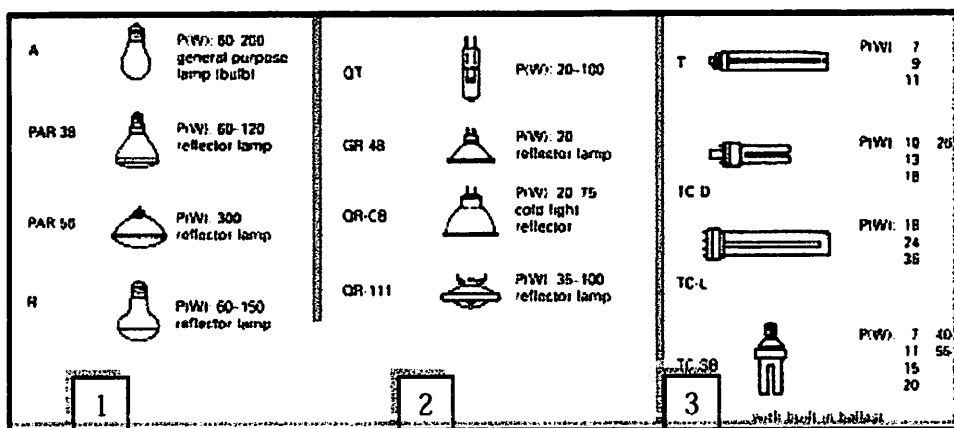 A
P(W): 60-200
general purpose
lamp (bulb)
PAR 38
P(W): 60-120
reflector lamp
PAR 56
P(W): 300
reflector lamp
R
P(W): 60-150
reflector lamp
1
QT
P(W): 20-100
GR 48
P(W): 20
reflector lamp
QR-CB
P(W): 20-75
cold light
reflector
QR-111
P(W): 35-100
reflector lamp
2
T
P(W): 7
9
11
P(W): 10 26
13
18
TC-D
P(W): 18
24
36
TC-L
P(W): 7 40
11 55
15
20
TC-SB
with built in ballast
3